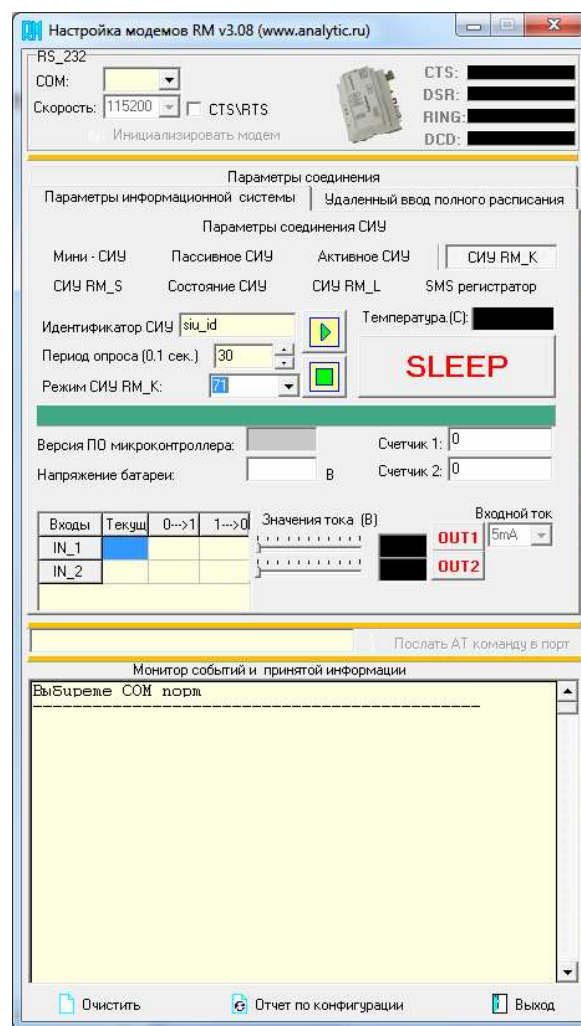 Настройка модемов RM v3.08 (www.analytic.ru)
RS_232
COM:
Скорость: 115200 CTS\RTS
Инициализировать модем
CTS:
DSR:
RING:
DCD:
Параметры соединения
Параметры информационной системы Удаленный ввод полного расписания
Параметры соединения СИУ
Мини - СИУ Пассивное СИУ Активное СИУ СИУ RM_K
СИУ RM_S Состояние СИУ СИУ RM_L SMS регистратор
Идентификатор СИУ siu_id
Температура.(С):
Период опроса (0.1 сек.) 30
SLEEP
Режим СИУ RM_K: 71
Версия ПО микроконтроллера: Счетчик 1: 0
Напряжение батареи: В Счетчик 2: 0
Входы Текущ 0--->1 1--->0 Значения тока (В) Входной ток
IN_1 OUT1 5mA
IN_2 OUT2
Послать АТ команду в порт
Монитор событий и принятой информации
Выберите COM порт
--------------------------------------------------
Очистить Отчет по конфигурации Выход